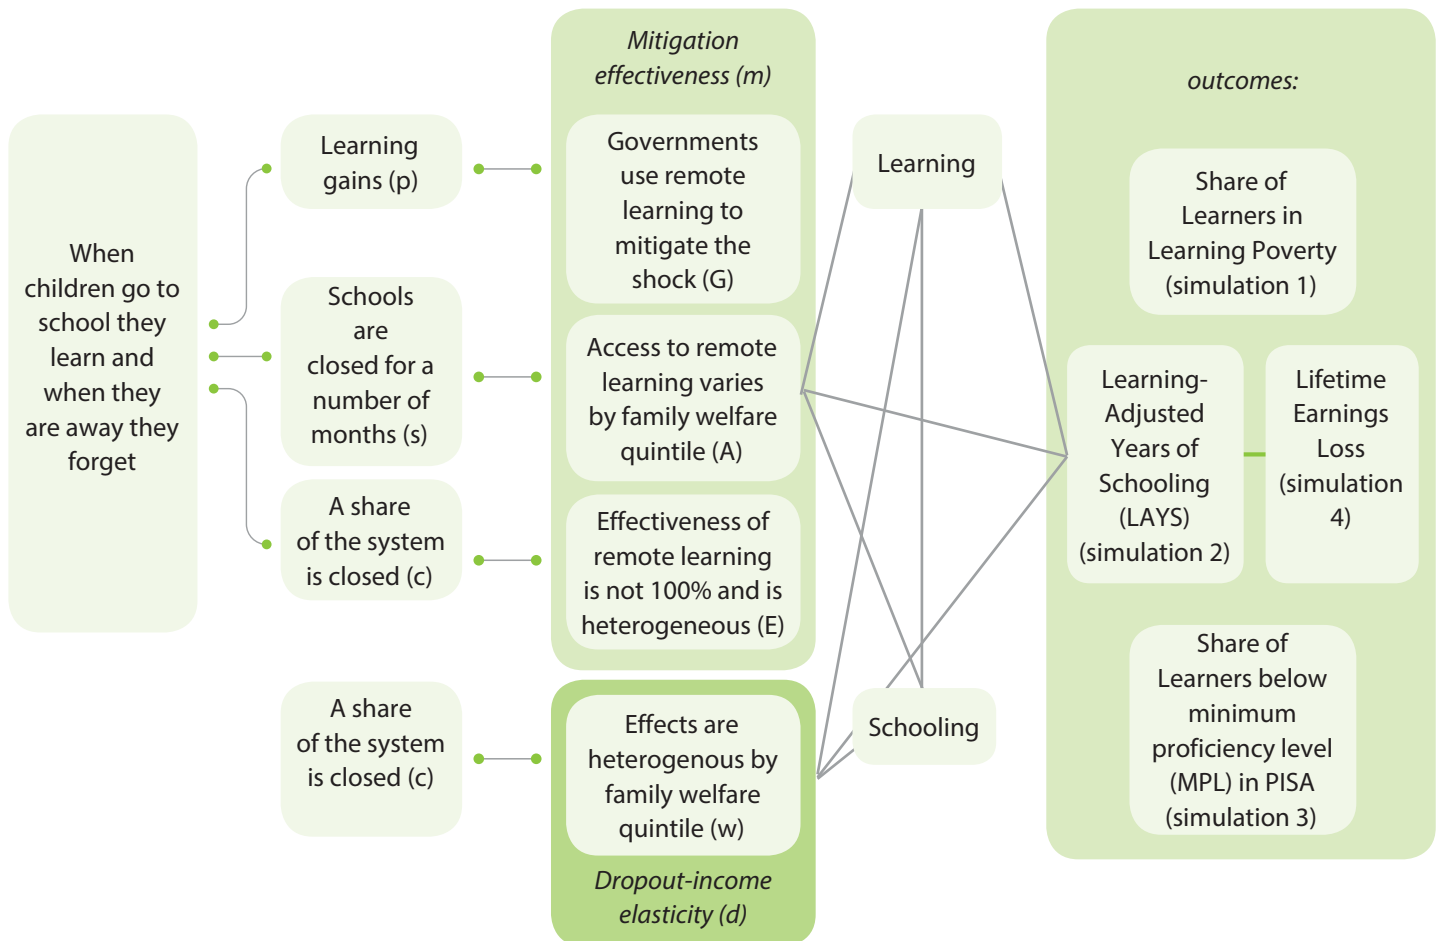 When
children go to
school they
learn and
when they
are away they
forget
Learning
gains (p)
Schools
are
closed for a
number of
months (s)
A share
of the system
is closed (c)
A share
of the system
is closed (c)
Mitigation
effectiveness (m)
Governments
use remote
learning to
mitigate the
shock (G)
Access to remote
learning varies
by family welfare
quintile (A)
Effectiveness of
remote learning
is not 100% and is
heterogeneous (E)
Effects are
heterogenous by
family welfare
quintile (w)
Dropout-income
elasticity (d)
Learning
Schooling
outcomes:
Share of
Learners in
Learning Poverty
(simulation 1)
Learning-
Adjusted
Years of
Schooling
(LAYS)
(simulation 2)
Lifetime
Earnings
Loss
(simulation
4)
Share of
Learners below
minimum
proficiency level
(MPL) in PISA
(simulation 3)